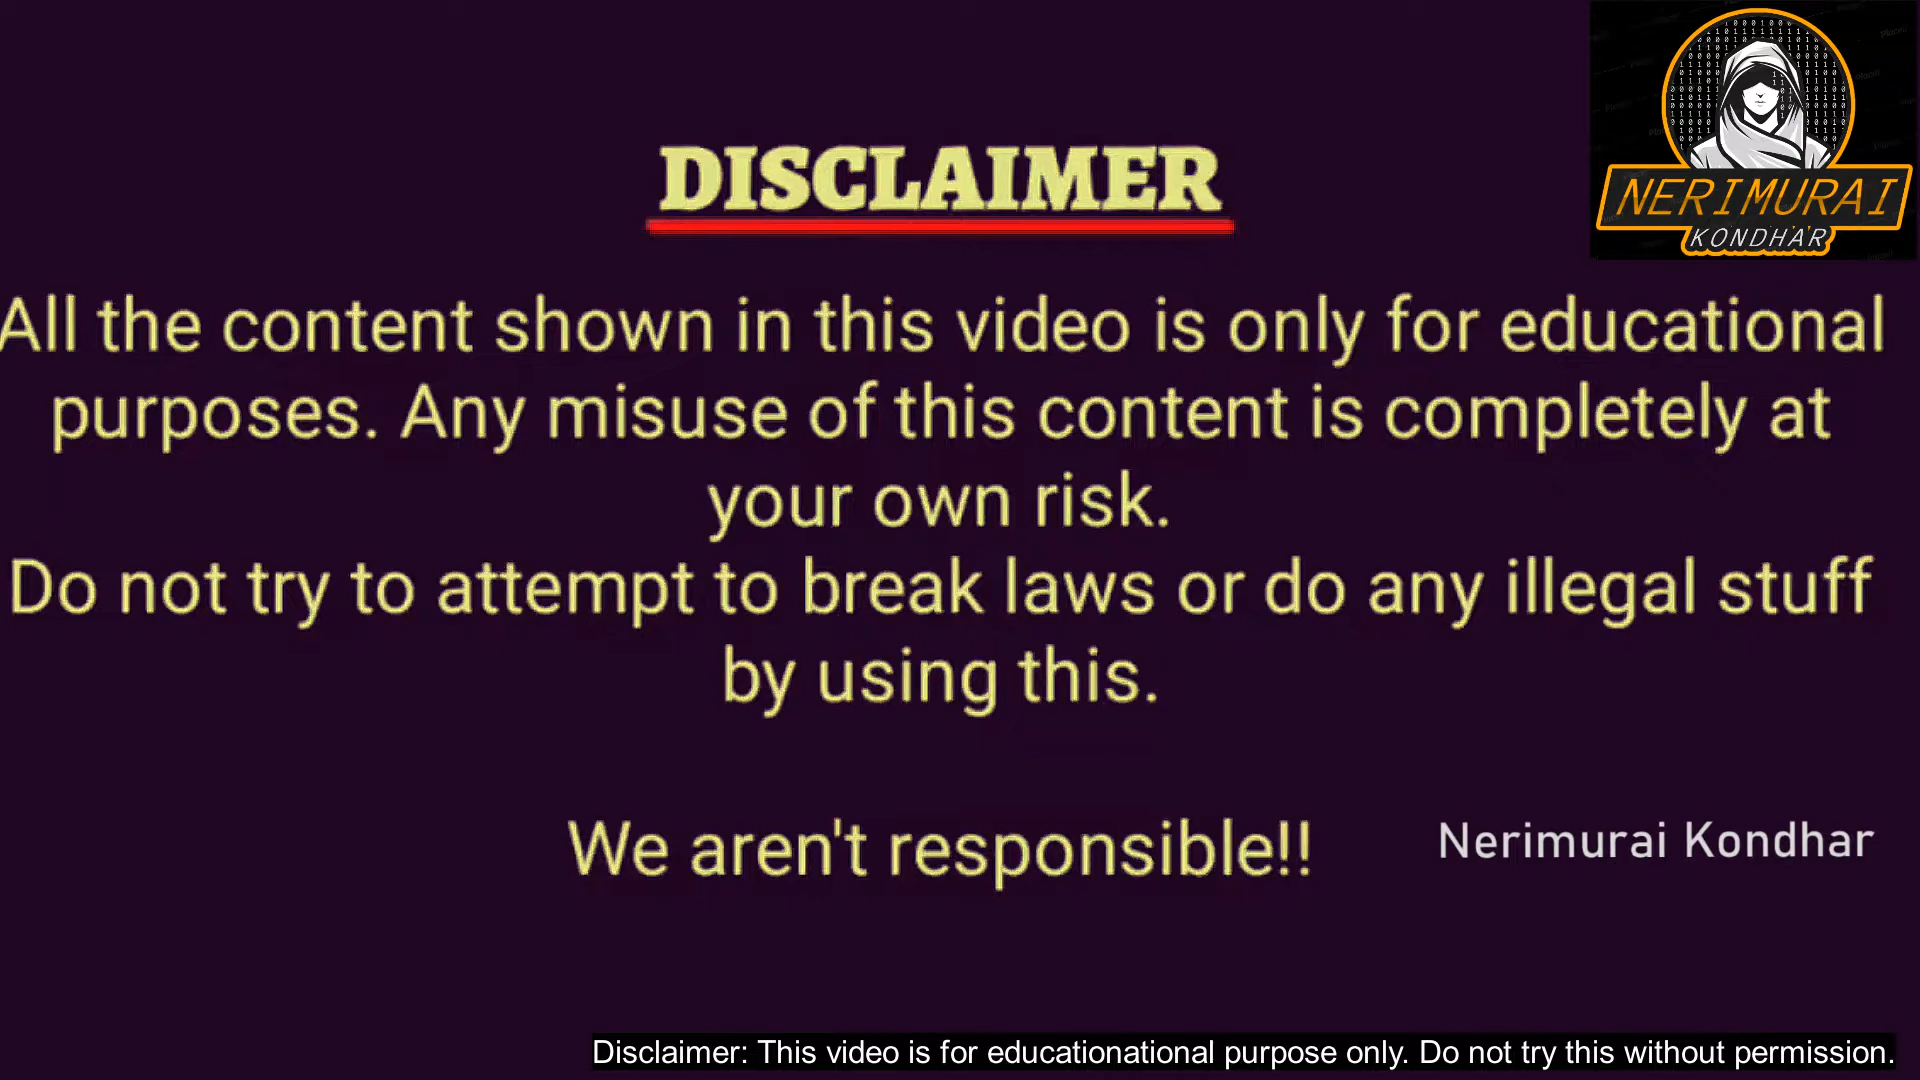 NERIMURAI
KONDHAR
DISCLAIMER
All the content shown in this video is only for educational
purposes. Any misuse of this content is completely at
your own risk.
Do not try to attempt to break laws or do any illegal stuff
by using this.
We aren't responsible!!
Nerimurai Kondhar
Disclaimer: This video is for educationational purpose only. Do not try this without permission.